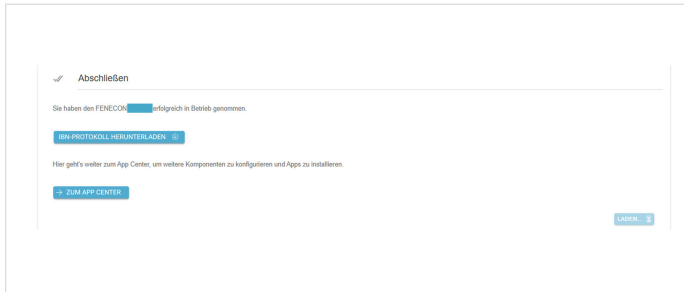 Abschließen
Sie haben den FENECON erfolgreich in Betrieb genommen.
IBN-PROTOKOLL HERUNTERLADEN
Hier geht's weiter zum App Center, um weitere Komponenten zu konfigurieren und Apps zu installieren.
→ ZUM APP CENTER
LADEN...